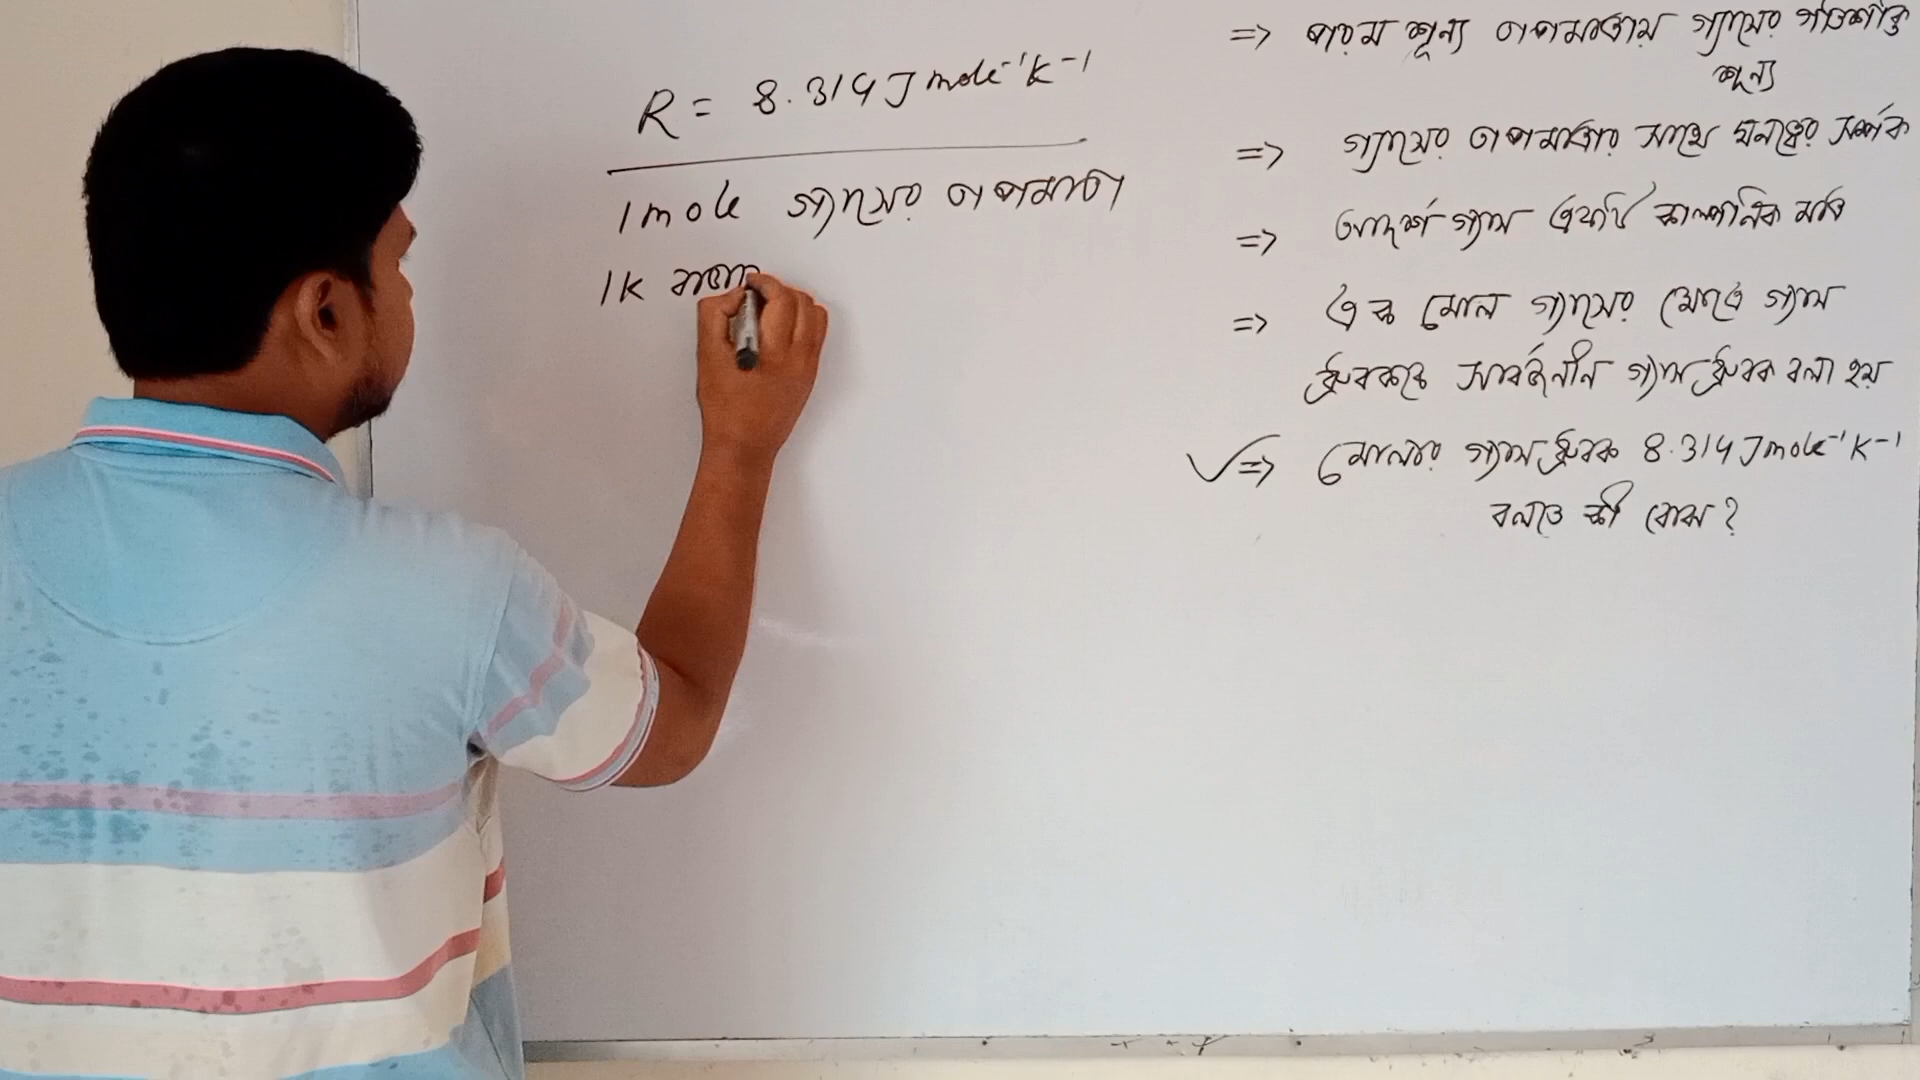 R = 8.314 J mole⁻¹ K⁻¹
1 mole গ্যাসের তাপমাত্রা
1K বাড়া
=> পরম শূন্য তাপমাত্রায় গ্যাসের গতিশক্তি
শূন্য
=> গ্যাসের তাপমাত্রার সাথে ঘনত্বের সম্পর্ক
=> আদর্শ গ্যাস একটি কাল্পনিক
=> এক মোল গ্যাসের ক্ষেত্রে গ্যাস
ধ্রুবককে সার্বজনীন গ্যাস ধ্রুবক বলা হয়
✓=> মোলার গ্যাস ধ্রুবক 8.314 J mole⁻¹ K⁻¹
বলতে কী বোঝ?